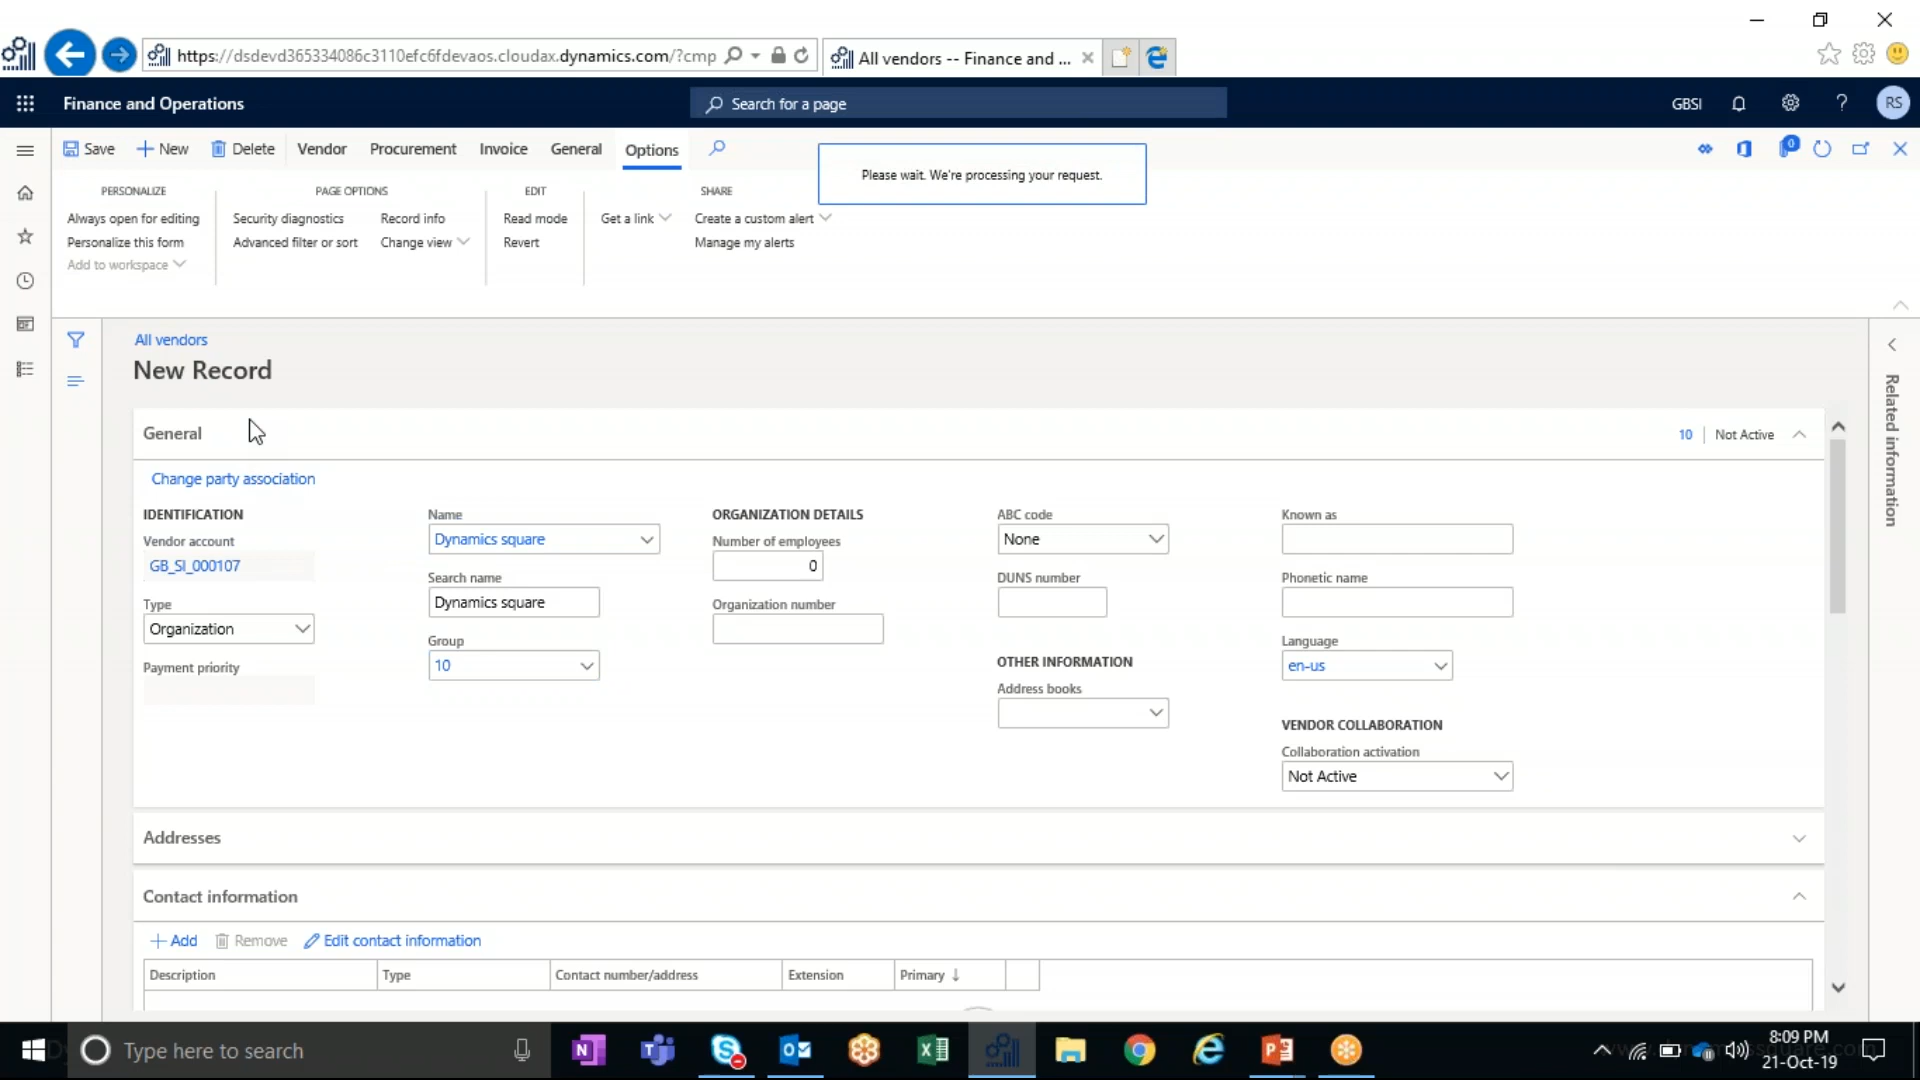 https://dsdevd365334086c3110efc6fdevaos.cloudax.dynamics.com/?cmp
All vendors -- Finance and ...
Finance and Operations
Search for a page
GBSI
?
RS
Save
New
Delete
Vendor
Procurement
Invoice
General
Options
0
Please wait. We're processing your request.
PERSONALIZE
Always open for editing
Personalize this form
Add to workspace
PAGE OPTIONS
Security diagnostics
Record info
Advanced filter or sort
Change view
EDIT
Read mode
Revert
Get a link
SHARE
Create a custom alert
Manage my alerts
All vendors
New Record
Related information
General
10
Not Active
Change party association
IDENTIFICATION
Vendor account
GB_SI_000107
Type
Organization
Payment priority
Name
Dynamics square
Search name
Dynamics square
Group
10
ORGANIZATION DETAILS
Number of employees
0
Organization number
ABC code
None
DUNS number
OTHER INFORMATION
Address books
Known as
Phonetic name
Language
en-us
VENDOR COLLABORATION
Collaboration activation
Not Active
Addresses
Contact information
Add
Remove
Edit contact information
Description
Type
Contact number/address
Extension
Primary
Type here to search
8:09 PM
21-Oct-19